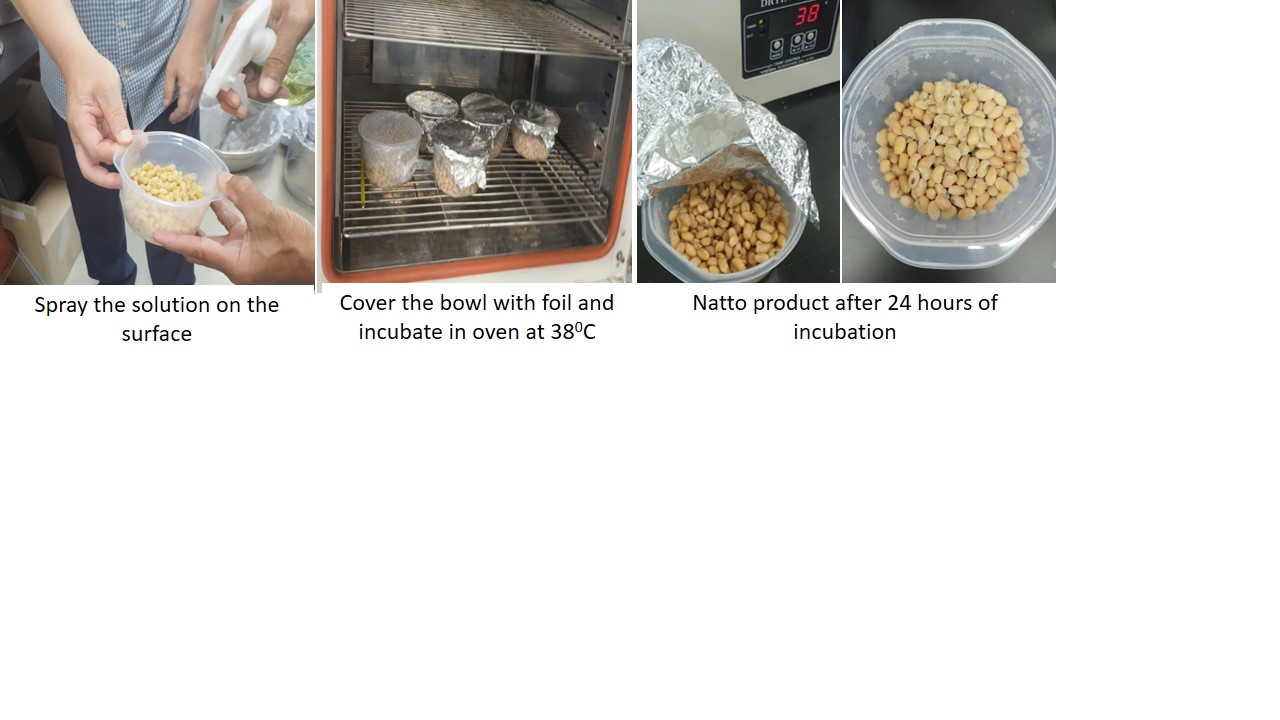 38
Spray the solution on the
surface
Cover the bowl with foil and
incubate in oven at 38⁰C
Natto product after 24 hours of
incubation